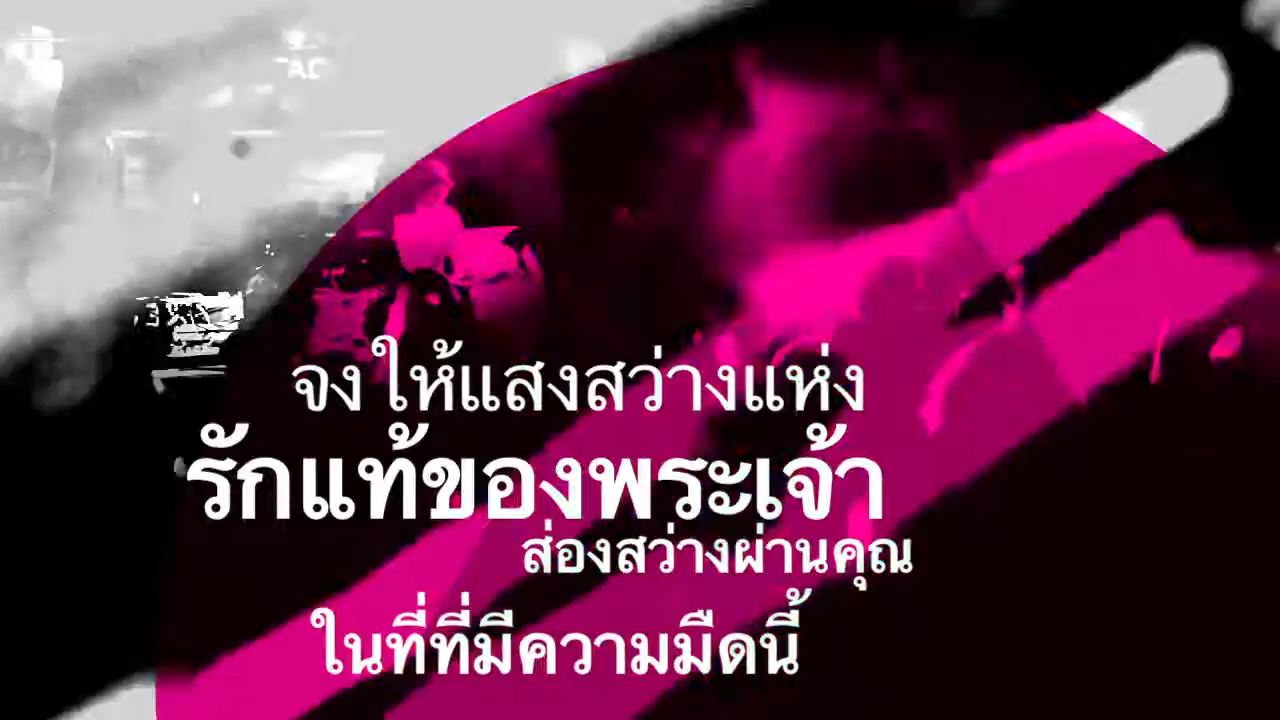 จงให้แสงสว่างแห่ง
รักแท้ของพระเจ้า
ส่องสว่างผ่านคุณ
ในที่ที่มีความมืดนี้